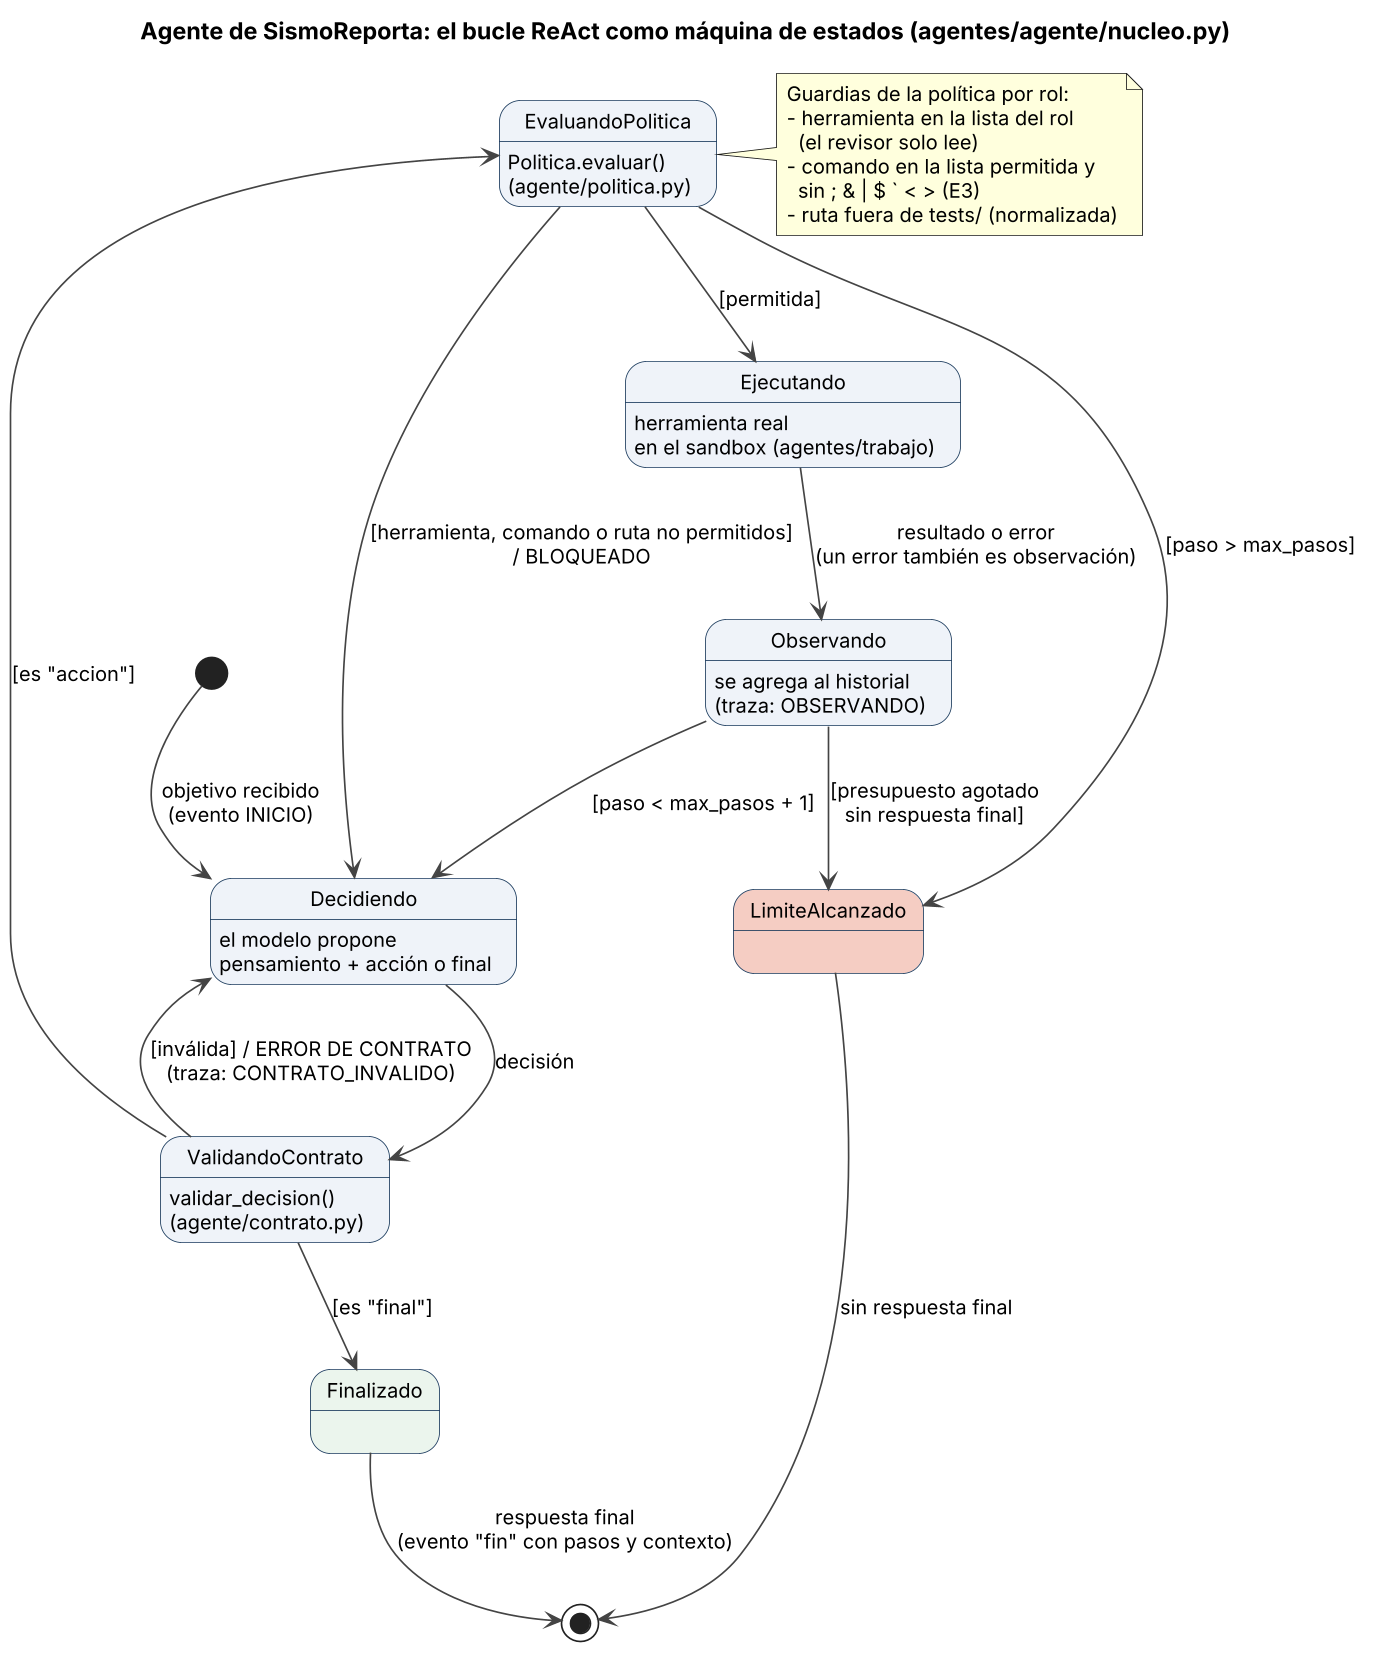 Agente de SismoReporta: el bucle ReAct como máquina de estados (agentes/agente/nucleo.py)
EvaluandoPolitica
Politica.evaluar()
(agente/politica.py)
Guardias de la política por rol:
- herramienta en la lista del rol
(el revisor solo lee)
- comando en la lista permitida y
sin ; & | $ ` < > (E3)
- ruta fuera de tests/ (normalizada)
[permitida]
Ejecutando
herramienta real
en el sandbox (agentes/trabajo)
[herramienta, comando o ruta no permitidos]
/ BLOQUEADO
resultado o error
(un error también es observación)
[paso > max_pasos]
[es "accion"]
Observando
se agrega al historial
(traza: OBSERVANDO)
objetivo recibido
(evento INICIO)
[paso < max_pasos + 1]
[presupuesto agotado
sin respuesta final]
Decidiendo
el modelo propone
pensamiento + acción o final
LimiteAlcanzado
[inválida] / ERROR DE CONTRATO
(traza: CONTRATO_INVALIDO)
decisión
ValidandoContrato
validar_decision()
(agente/contrato.py)
[es "final"]
sin respuesta final
Finalizado
respuesta final
(evento "fin" con pasos y contexto)